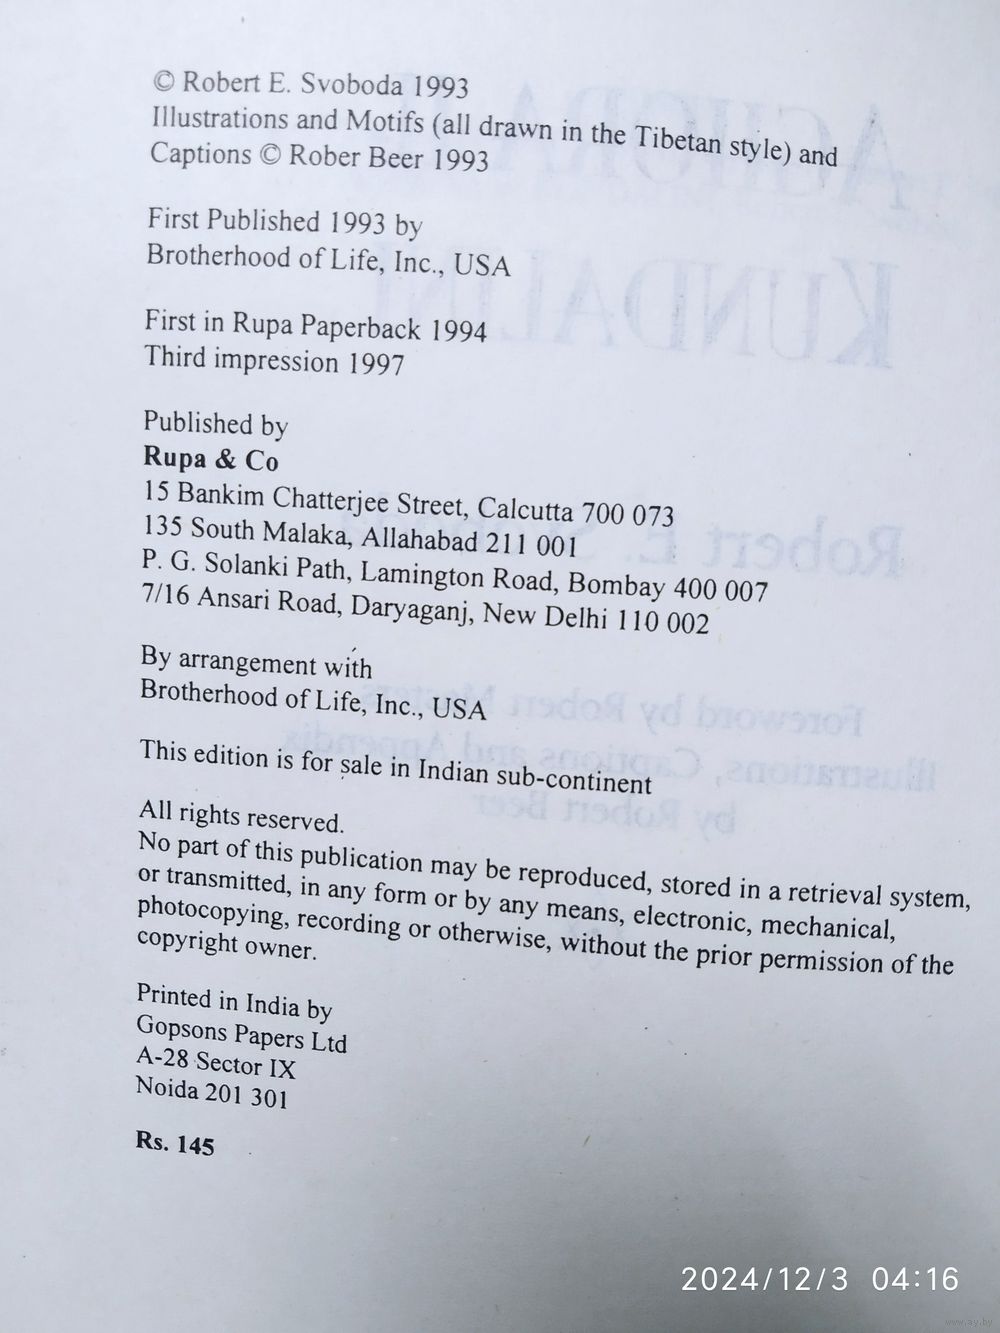 © Robert E. Svoboda 1993
Illustrations and Motifs (all drawn in the Tibetan style) and
Captions © Rober Beer 1993
First Published 1993 by
Brotherhood of Life, Inc., USA
First in Rupa Paperback 1994
Third impression 1997
Published by
Rupa & Co
15 Bankim Chatterjee Street, Calcutta 700 073
135 South Malaka, Allahabad 211 001
P. G. Solanki Path, Lamington Road, Bombay 400 007
7/16 Ansari Road, Daryaganj, New Delhi 110 002
By arrangement with
Brotherhood of Life, Inc., USA
This edition is for sale in Indian sub-continent
All rights reserved.
No part of this publication may be reproduced, stored in a retrieval system,
or transmitted, in any form or by any means, electronic, mechanical,
photocopying, recording or otherwise, without the prior permission of the
copyright owner.
Printed in India by
Gopsons Papers Ltd
A-28 Sector IX
Noida 201 301
Rs. 145
2024/12/3 04:16
www.ay.by